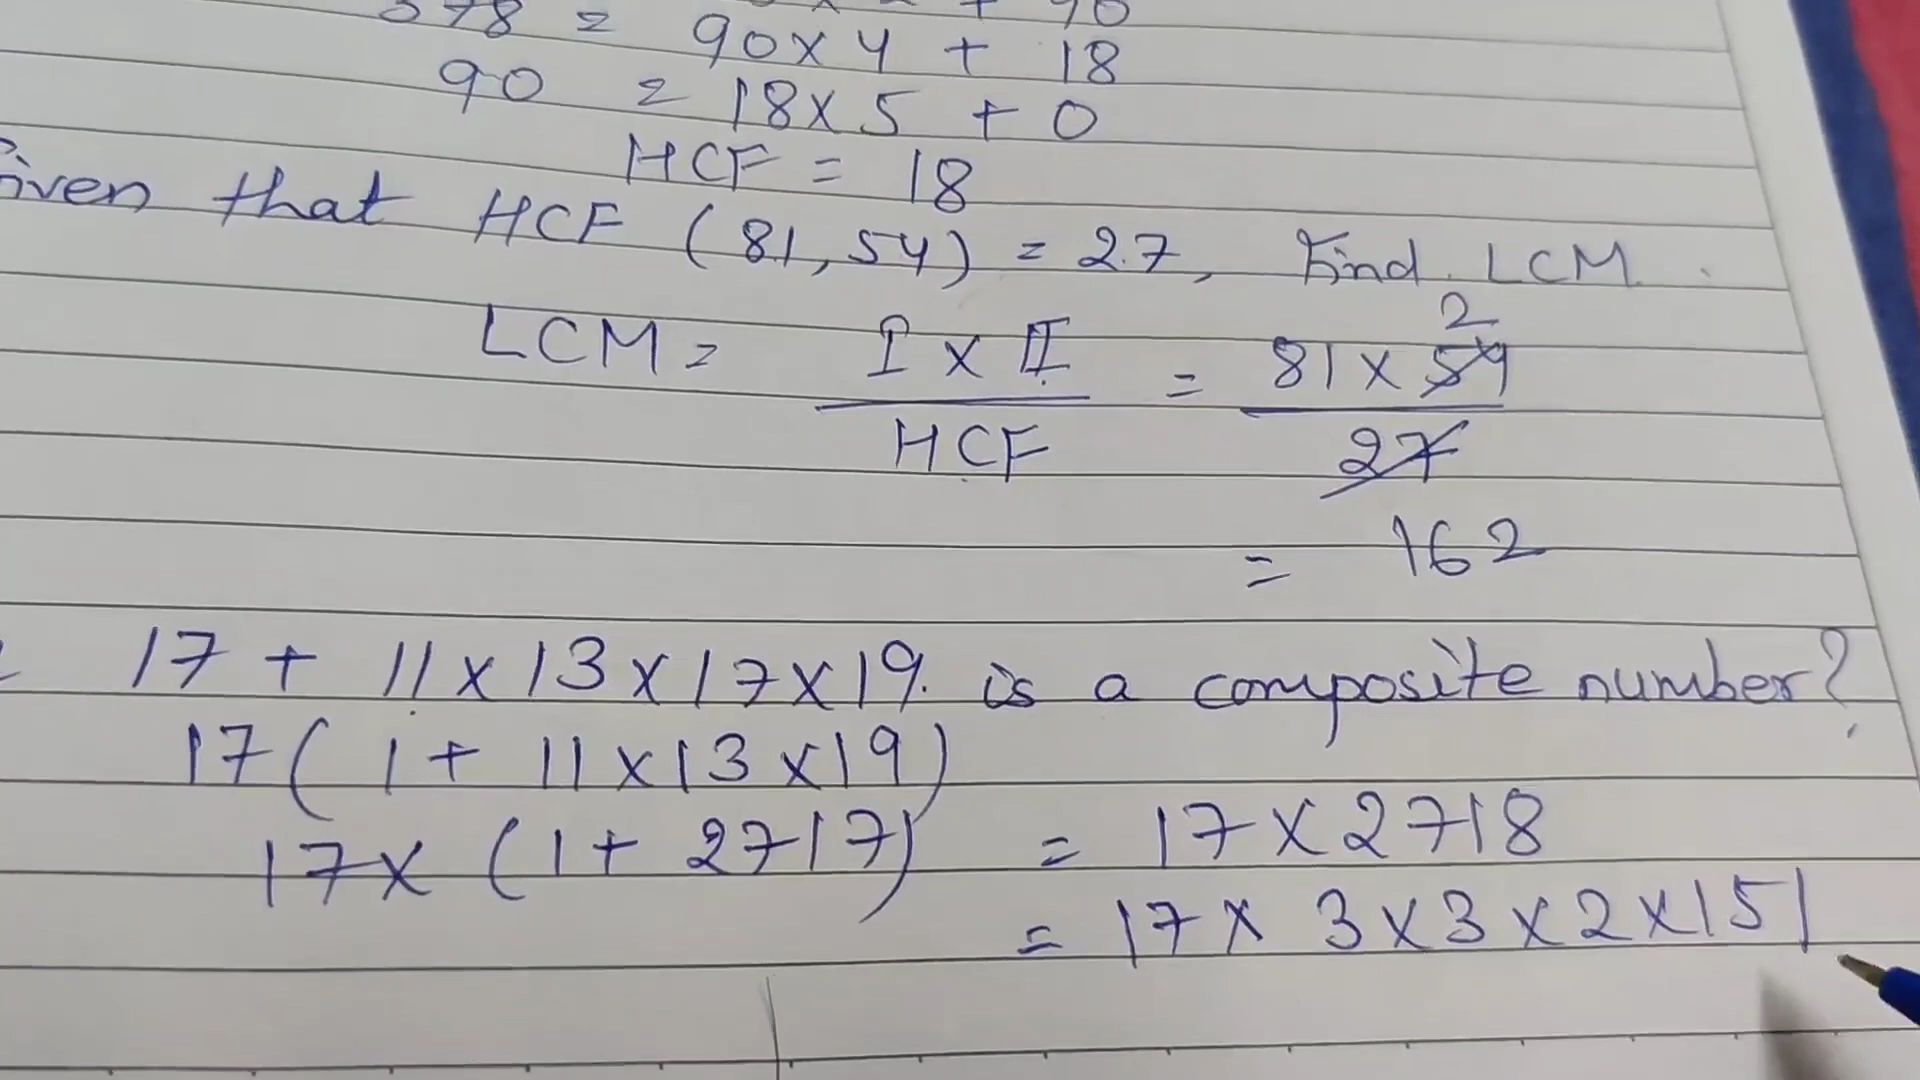 378 = + 90
90 x 4 + 18
90 = 18 x 5 + 0
HCF = 18
iven that HCF (81, 54) = 27, Find LCM.
LCM = I x II / HCF = 81 x 54 / 27
2
= 162
17 + 11 x 13 x 17 x 19. is a composite number?
17 ( 1 + 11 x 13 x 19)
17 x (1 + 2717) = 17 x 2718
= 17 x 3 x 3 x 2 x 151